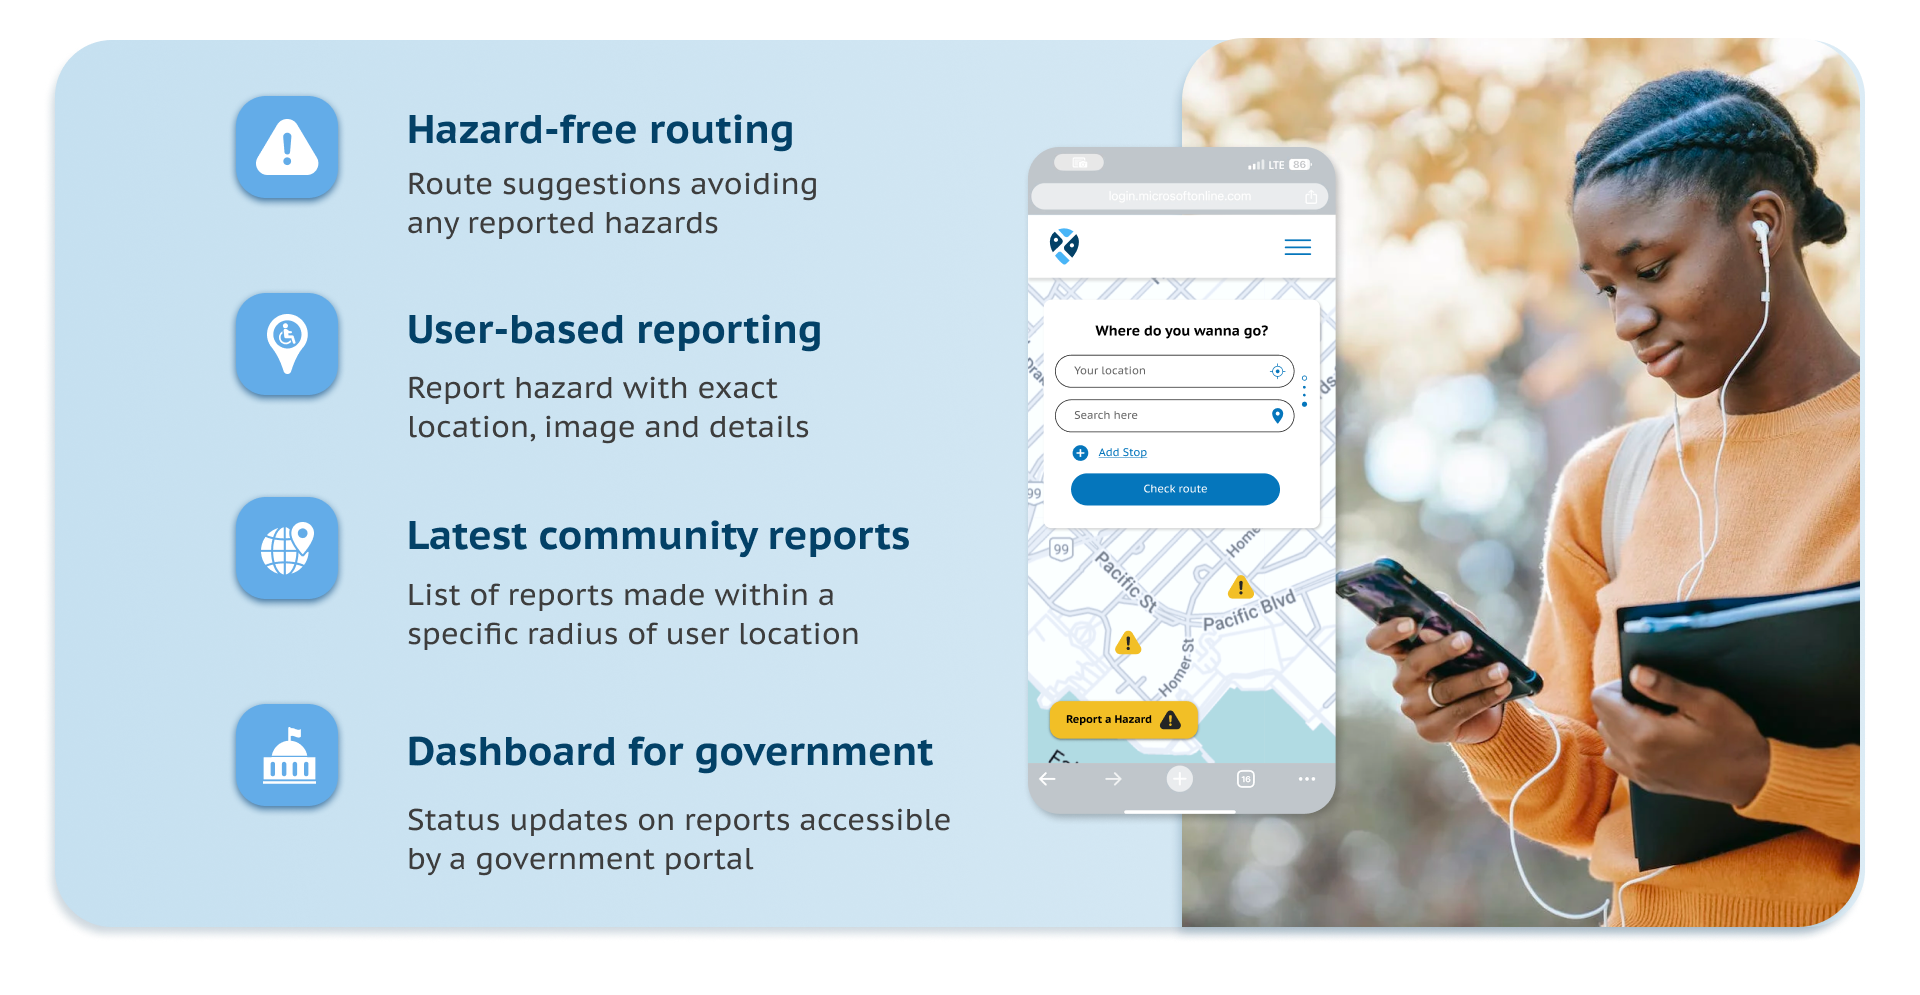 Hazard-free routing
Route suggestions avoiding
any reported hazards
User-based reporting
Report hazard with exact
location, image and details
Latest community reports
List of reports made within a
specific radius of user location
Dashboard for government
Status updates on reports accessible
by a government portal
LTE 86
login.microsoftonline.com
Where do you wanna go?
Your location
Search here
Add Stop
Check route
99
99
Pacific St
Home
Pacific Blvd
Homer St
Report a Hazard
16